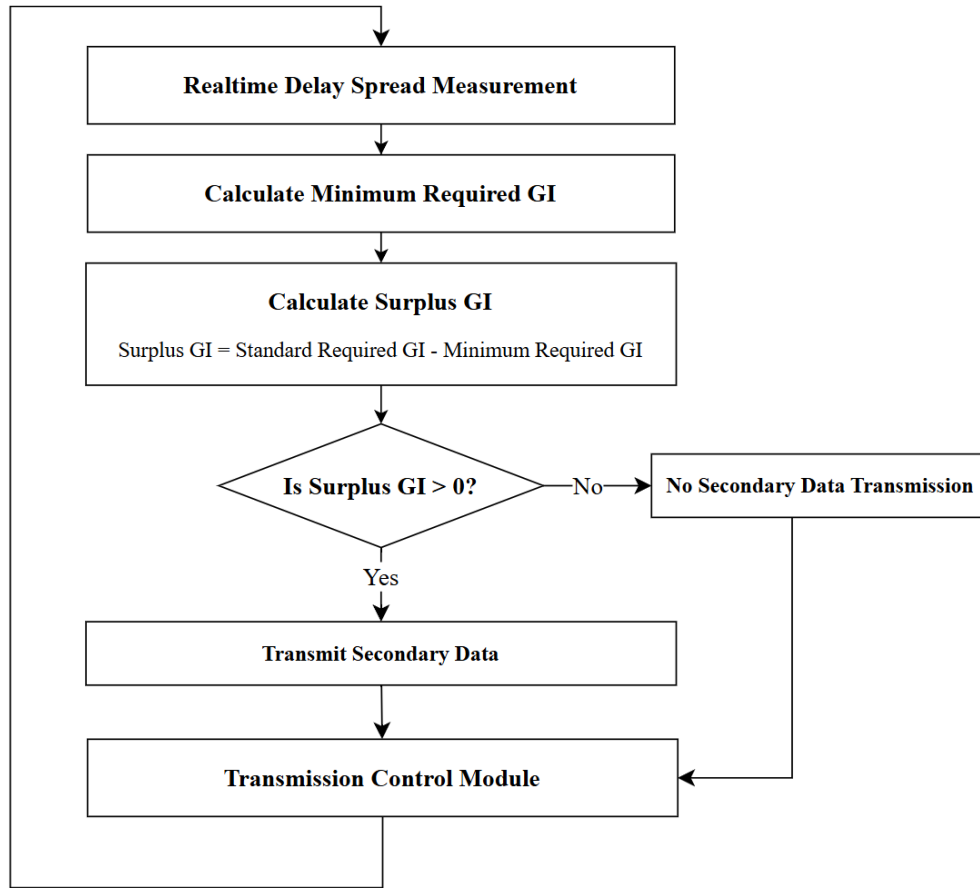 Realtime Delay Spread Measurement
Calculate Minimum Required GI
Calculate Surplus GI
Surplus GI = Standard Required GI - Minimum Required GI
Is Surplus GI > 0?
No
No Secondary Data Transmission
Yes
Transmit Secondary Data
Transmission Control Module